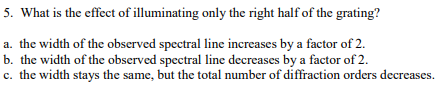 5. What is the effect of illuminating only the right half of the grating?
a. the width of the observed spectral line increases by a factor of 2.
b. the width of the observed spectral line decreases by a factor of 2.
c. the width stays the same, but the total number of diffraction orders decreases.